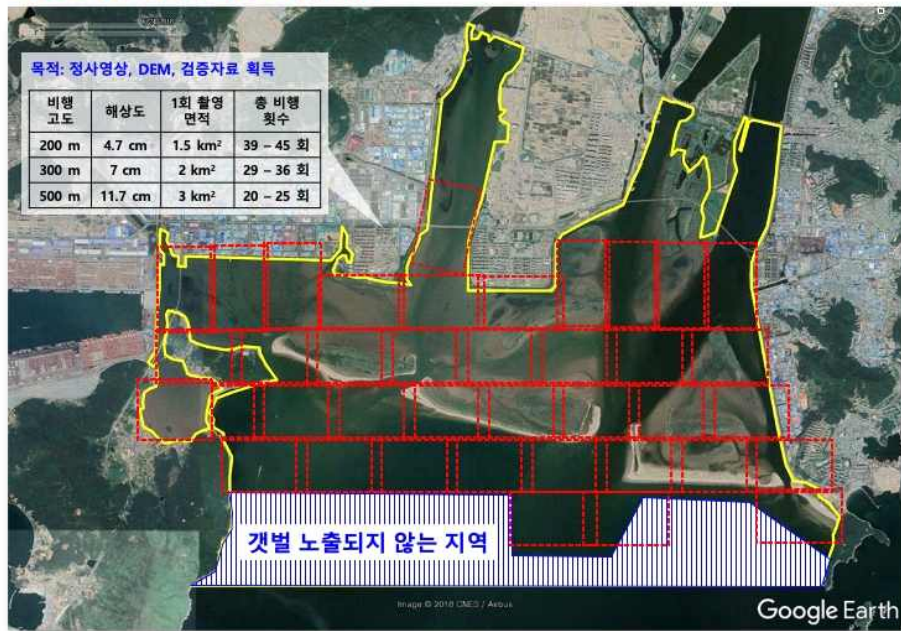 목적: 정사영상, DEM, 검증자료 획득
비행 고도 해상도 1회 촬영 면적 총 비행 횟수
200 m 4.7 cm 1.5 km² 39 – 45 회
300 m 7 cm 2 km² 29 – 36 회
500 m 11.7 cm 3 km² 20 – 25 회
갯벌 노출되지 않는 지역
Image © 2018 CNES / Airbus
Google Earth